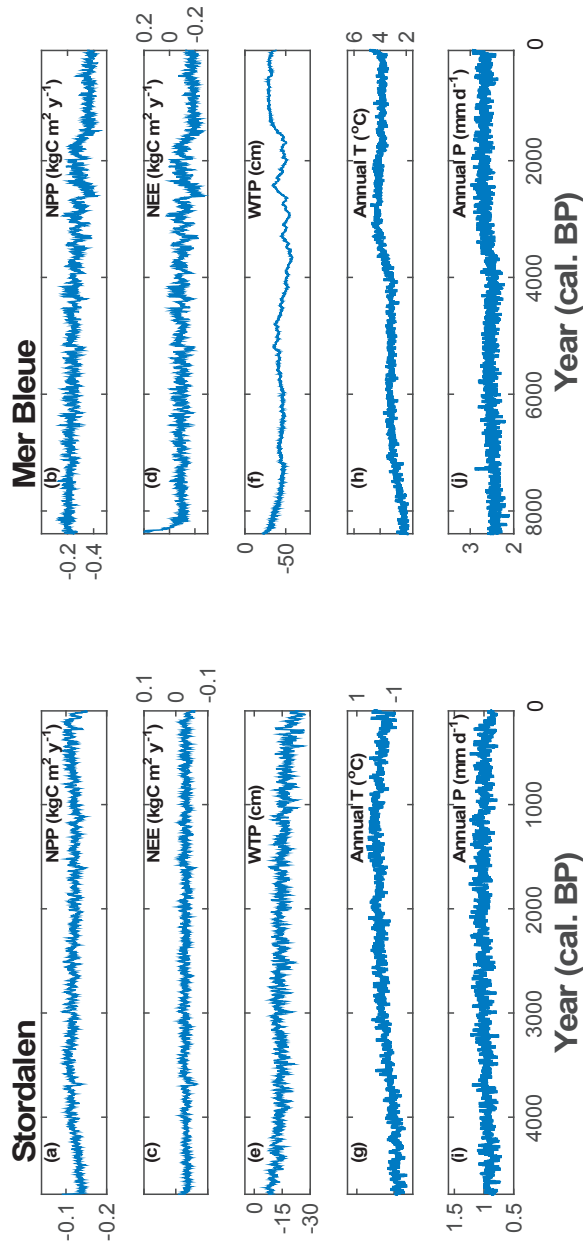 Stordalen
(a)
NPP (kgC m² y⁻¹)
-0.1
-0.2
(c)
NEE (kgC m² y⁻¹)
0.1
0
-0.1
(e)
WTP (cm)
0
-15
-30
(g)
Annual T (°C)
1
-1
(i)
Annual P (mm d⁻¹)
1.5
1
0.5
4000
3000
2000
1000
0
Year (cal. BP)
Mer Bleue
(b)
NPP (kgC m² y⁻¹)
-0.2
-0.4
(d)
NEE (kgC m² y⁻¹)
0.2
0
-0.2
(f)
WTP (cm)
0
-50
(h)
Annual T (°C)
6
4
2
(j)
Annual P (mm d⁻¹)
3
2
8000
6000
4000
2000
0
Year (cal. BP)